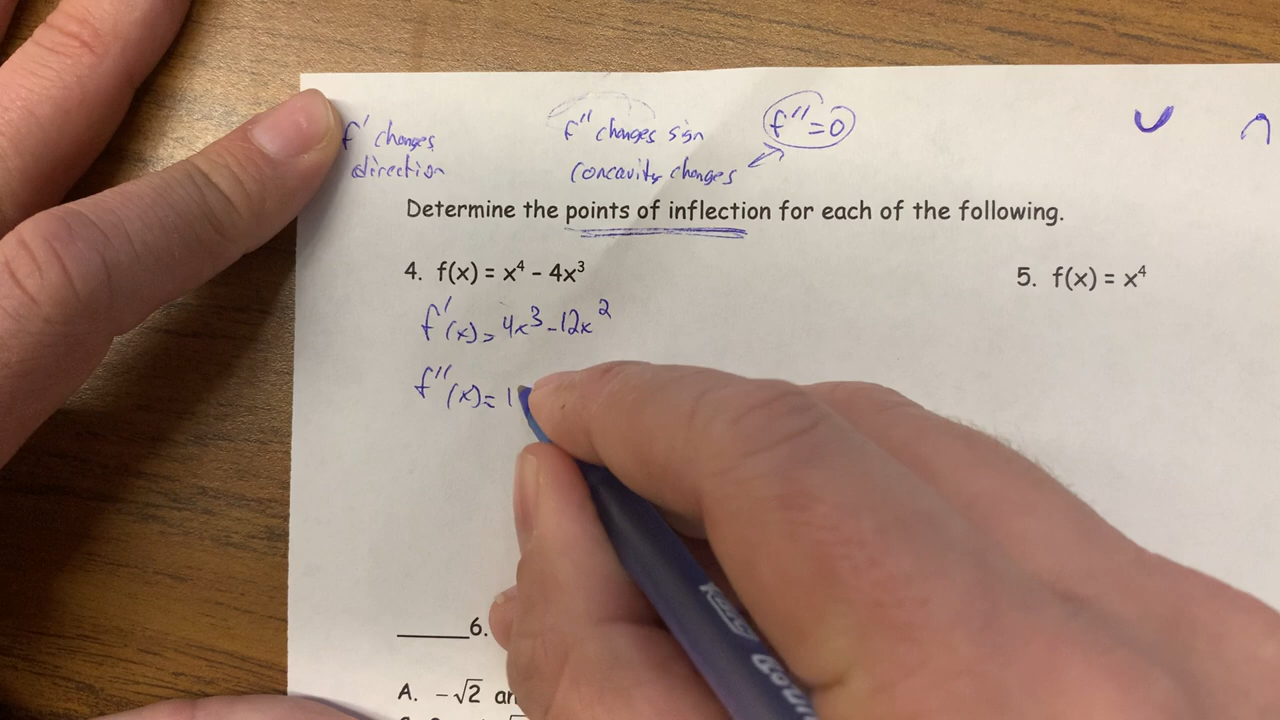 f' changes
direction
f'' changes sign
concavity changes
f''=0
Determine the points of inflection for each of the following.
4. f(x) = x⁴ - 4x³
5. f(x) = x⁴
f'(x) = 4x³-12x²
f''(x) = 1
6.
A. -√2